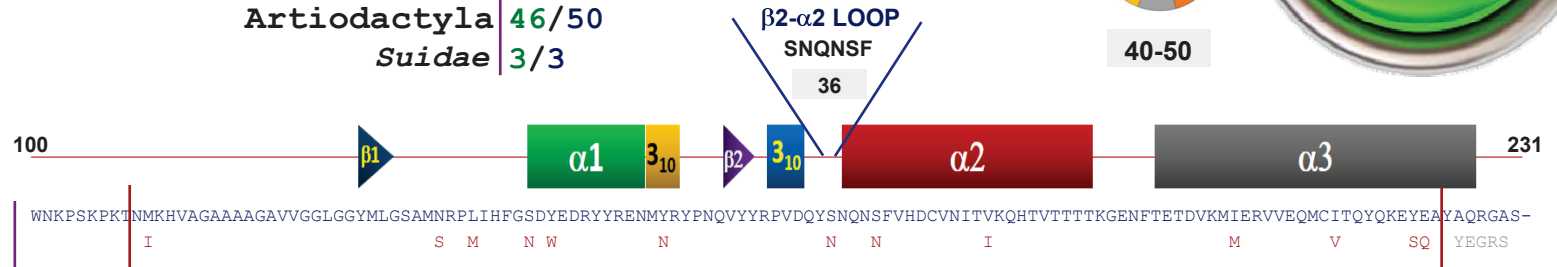 Artiodactyla 46/50
Suidae 3/3
β2-α2 LOOP
SNQNSF
36
40-50
100
β1
α1
3₁₀
β2
3₁₀
α2
α3
231
WNKPSKPKTNMKHVAGAAAAGAVVGGLGGYMLGSAMNRPLIHFGSDYEDRYYRENMYRYPNQVYYRPVDQYSNQNSFVHDCVNITVKQHTVTTTTKGENFTETDVKMIERVVEQMCITQYQKEYEAYAQRGAS-
I S M N W N N N I M V SQ YEGRS